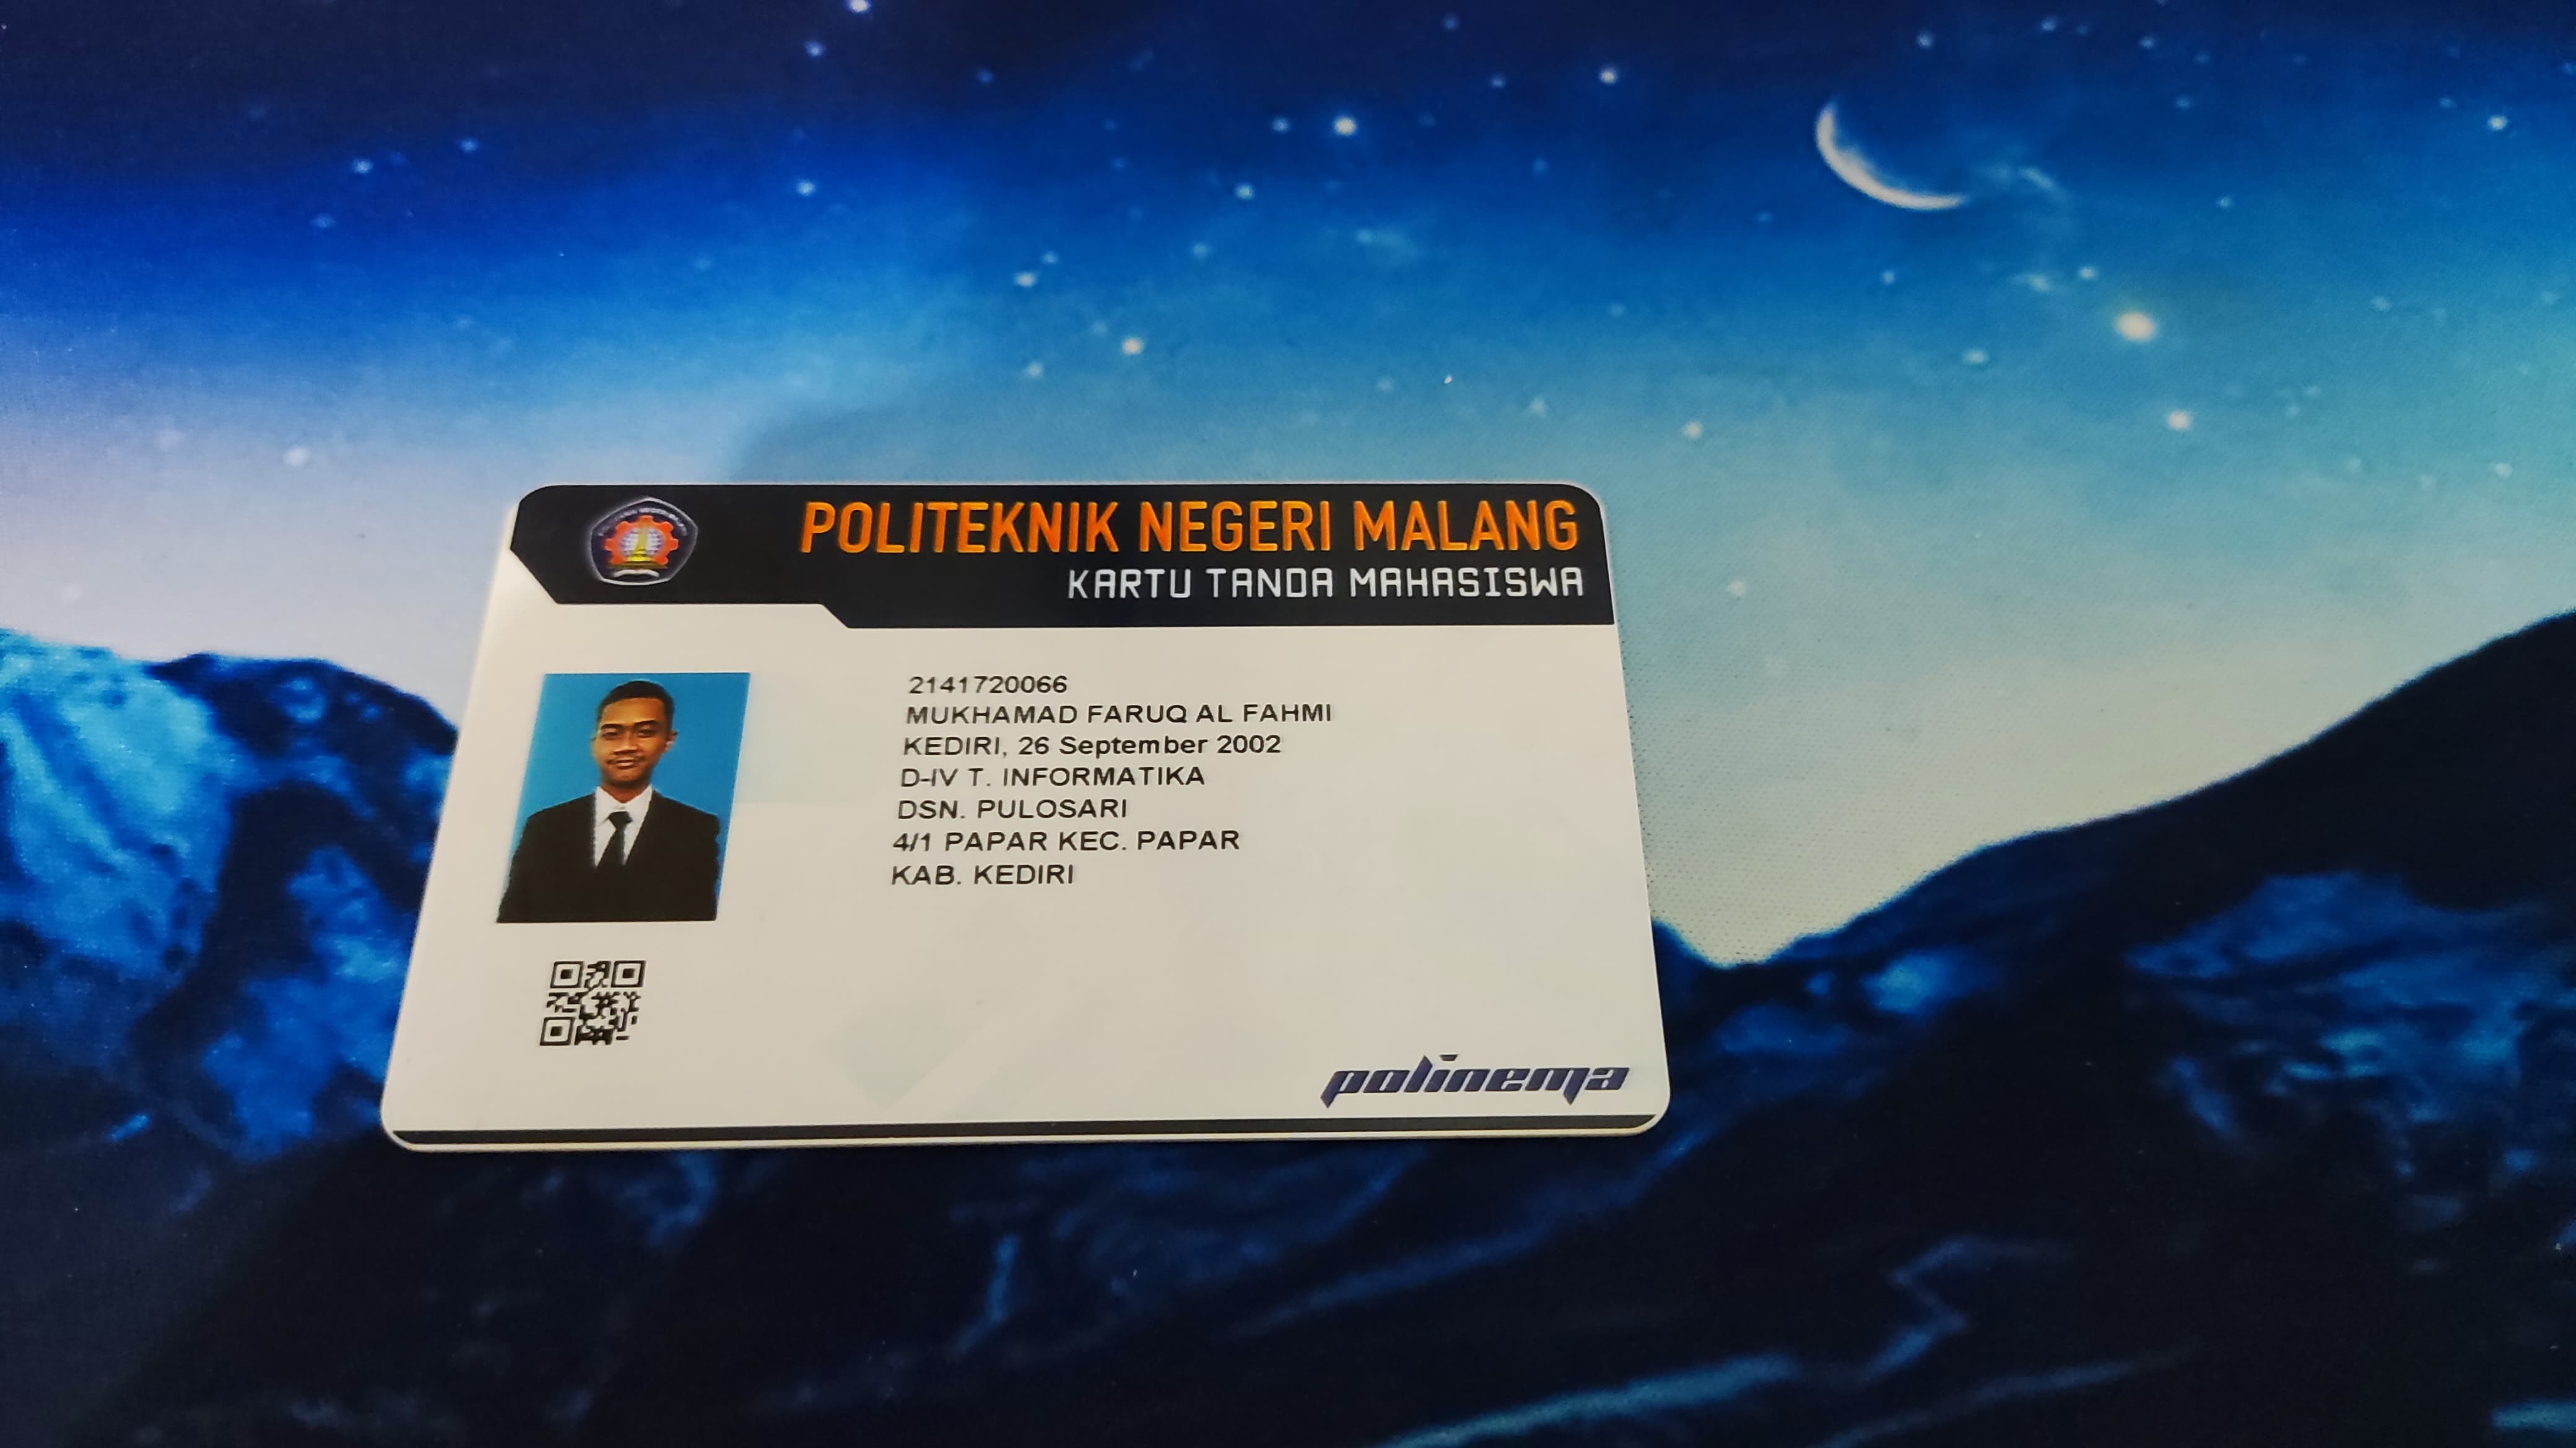 POLITEKNIK NEGERI MALANG
KARTU TANDA MAHASISWA
2141720066
MUKHAMAD FARUQ AL FAHMI
KEDIRI, 26 September 2002
D-IV T. INFORMATIKA
DSN. PULOSARI
4/1 PAPAR KEC. PAPAR
KAB. KEDIRI
polinema